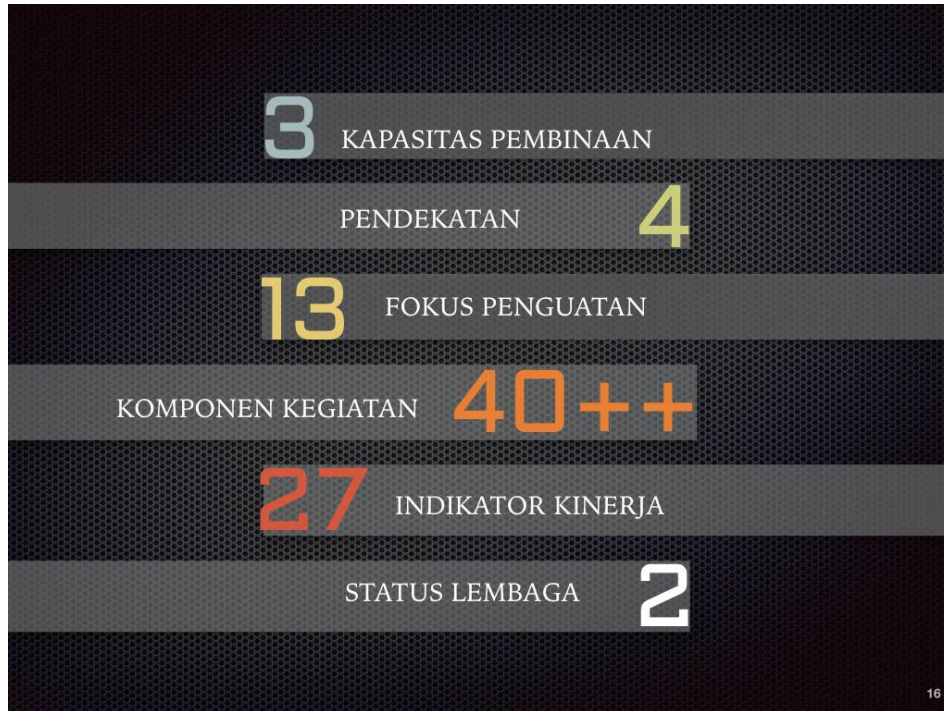 3 KAPASITAS PEMBINAAN
PENDEKATAN 4
13 FOKUS PENGUATAN
KOMPONEN KEGIATAN 40++
27 INDIKATOR KINERJA
STATUS LEMBAGA 2
16